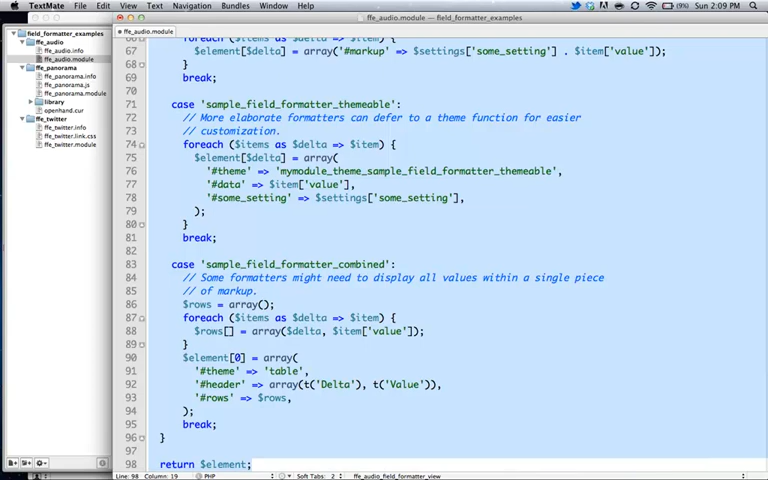 TextMate File Edit View Text Navigation Bundles Window Help Sun 2:09 PM
ffe_audio.module — field_formatter_examples
field_formatter_examples
ffe_audio
ffe_audio.info
ffe_audio.module
ffe_panorama
ffe_panorama.info
ffe_panorama.js
ffe_panorama.module
library
openhand.cur
ffe_twitter
ffe_twitter.info
ffe_twitter.link.css
ffe_twitter.module
ffe_audio.module
66 foreach ($items as $delta => $item) {
67 $element[$delta] = array('#markup' => $settings['some_setting'] . $item['value']);
68 }
69 break;
70
71 case 'sample_field_formatter_themeable':
72 // More elaborate formatters can defer to a theme function for easier
73 // customization.
74 foreach ($items as $delta => $item) {
75 $element[$delta] = array(
76 '#theme' => 'mymodule_theme_sample_field_formatter_themeable',
77 '#data' => $item['value'],
78 '#some_setting' => $settings['some_setting'],
79 );
80 }
81 break;
82
83 case 'sample_field_formatter_combined':
84 // Some formatters might need to display all values within a single piece
85 // of markup.
86 $rows = array();
87 foreach ($items as $delta => $item) {
88 $rows[] = array($delta, $item['value']);
89 }
90 $element[0] = array(
91 '#theme' => 'table',
92 '#header' => array(t('Delta'), t('Value')),
93 '#rows' => $rows,
94 );
95 break;
96 }
97
98 return $element;
Line: 98 Column: 19 PHP Soft Tabs: 2 ffe_audio_field_formatter_view